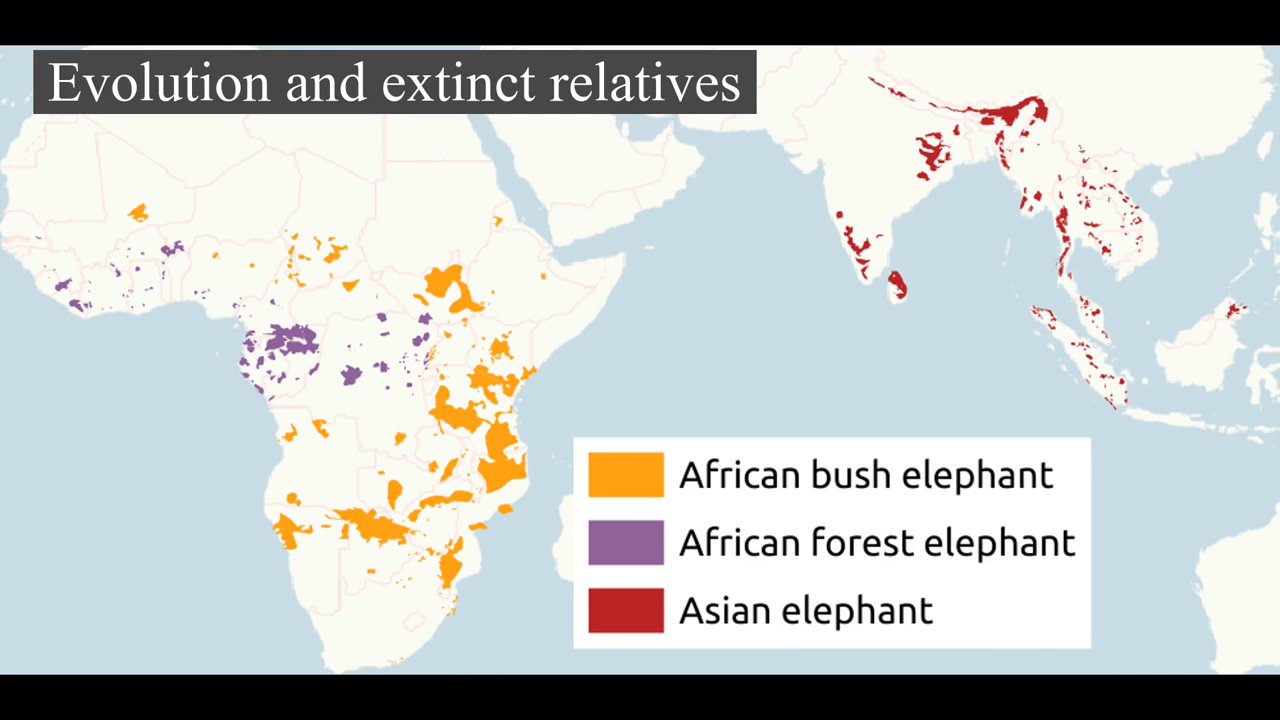 Evolution and extinct relatives
African bush elephant
African forest elephant
Asian elephant